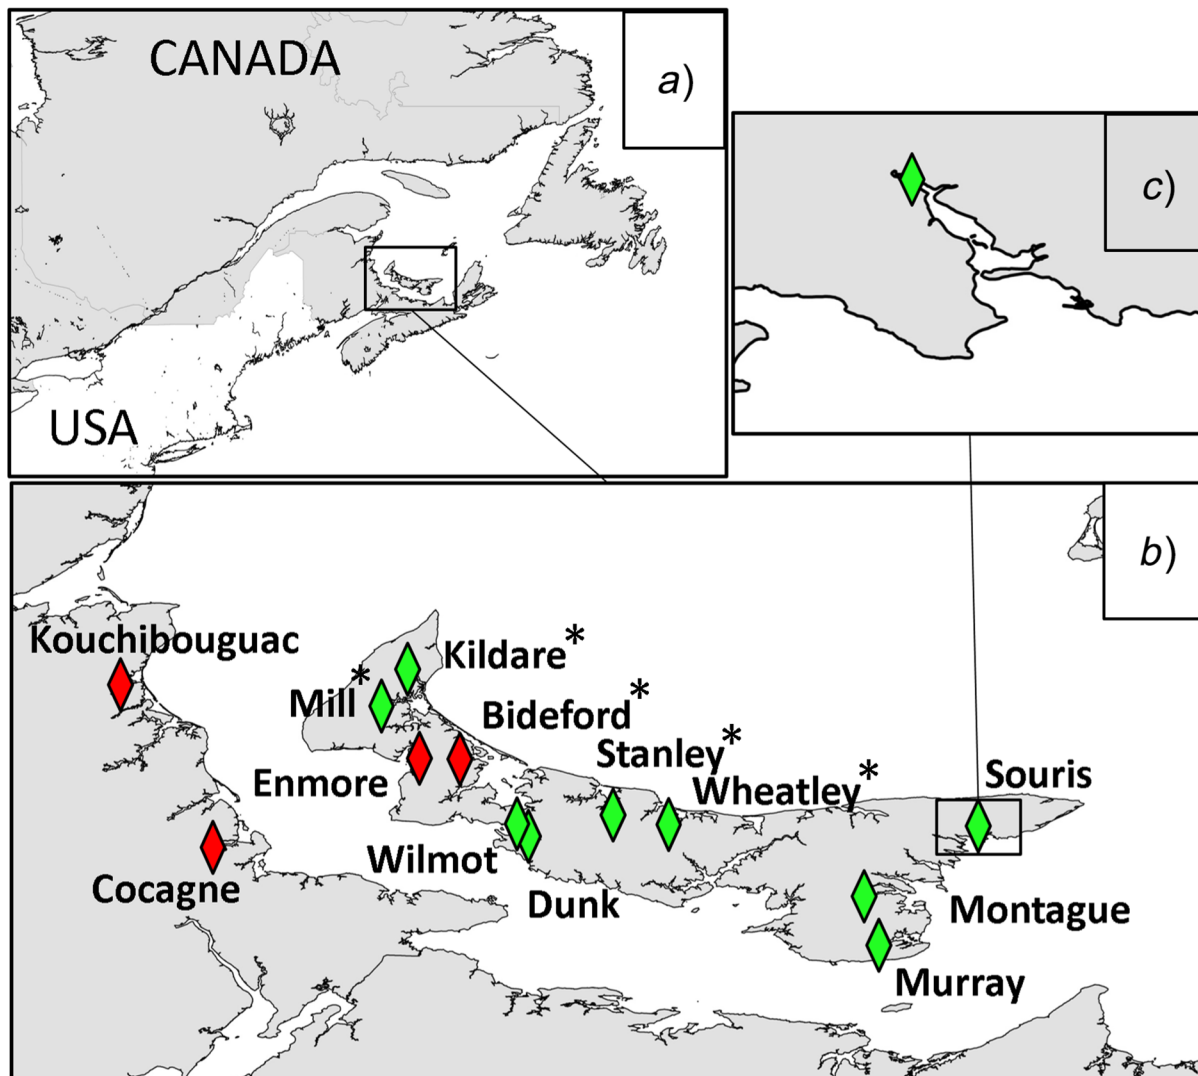 CANADA
a)
USA
c)
b)
Kouchibouguac
Kildare*
Mill*
Bideford*
Stanley*
Enmore
Wheatley*
Souris
Wilmot
Cocagne
Dunk
Montague
Murray